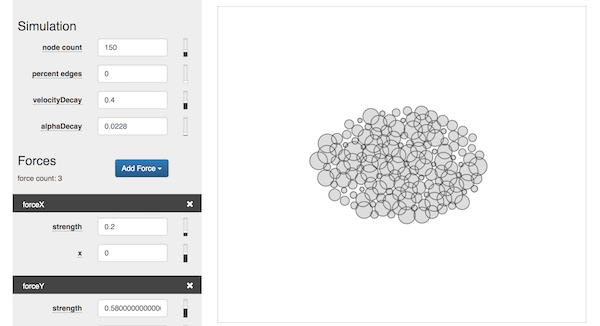 Simulation
node count 150
percent edges 0
velocityDecay 0.4
alphaDecay 0.0228
Forces
Add Force
force count: 3
forceX ×
strength 0.2
x 0
forceY ×
strength 0.580000000000